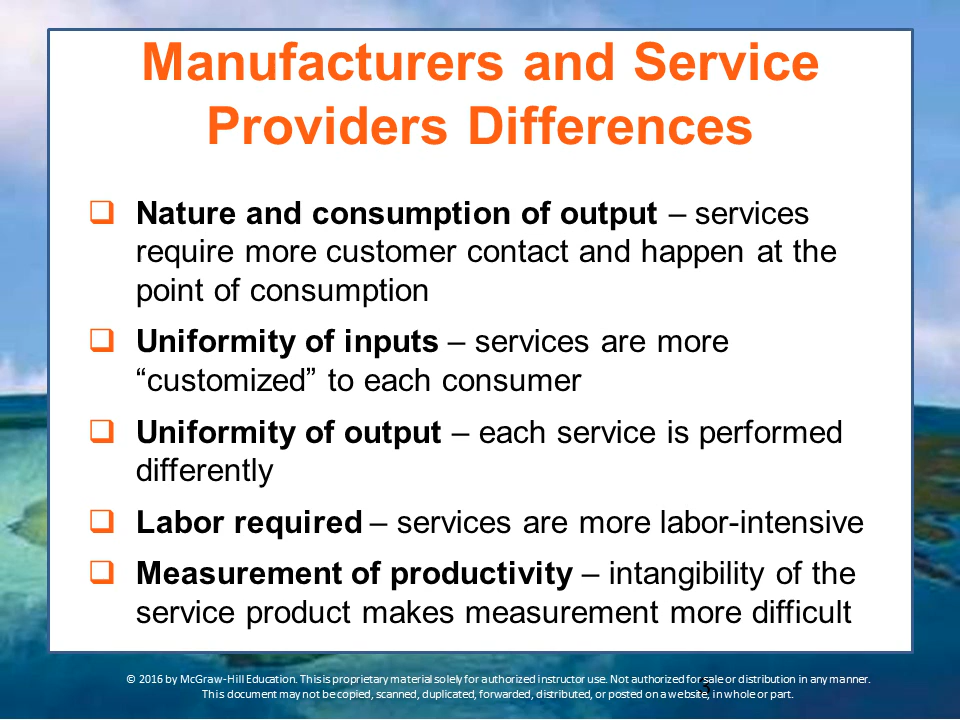 Manufacturers and Service
Providers Differences
Nature and consumption of output – services
require more customer contact and happen at the
point of consumption
Uniformity of inputs – services are more
“customized” to each consumer
Uniformity of output – each service is performed
differently
Labor required – services are more labor-intensive
Measurement of productivity – intangibility of the
service product makes measurement more difficult
© 2016 by McGraw-Hill Education. This is proprietary material solely for authorized instructor use. Not authorized for sale or distribution in any manner.
This document may not be copied, scanned, duplicated, forwarded, distributed, or posted on a website, in whole or part.